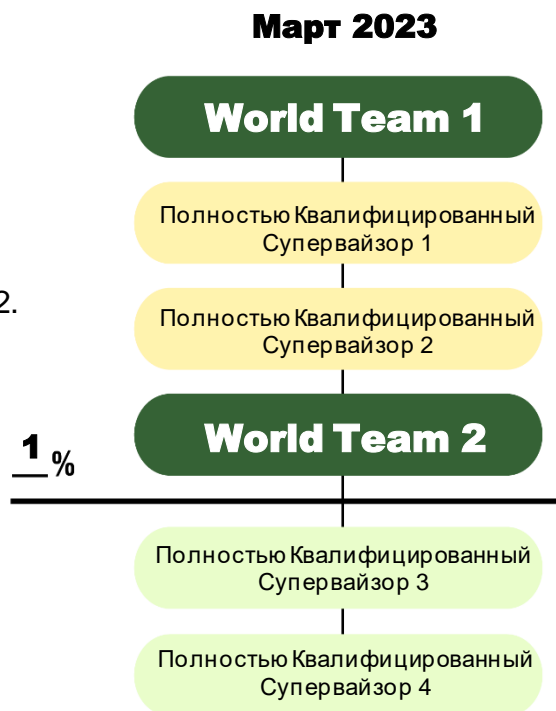 Март 2023
World Team 1
Полностью Квалифицированный
Супервайзор 1
2.
Полностью Квалифицированный
Супервайзор 2
World Team 2
1 %
Полностью Квалифицированный
Супервайзор 3
Полностью Квалифицированный
Супервайзор 4